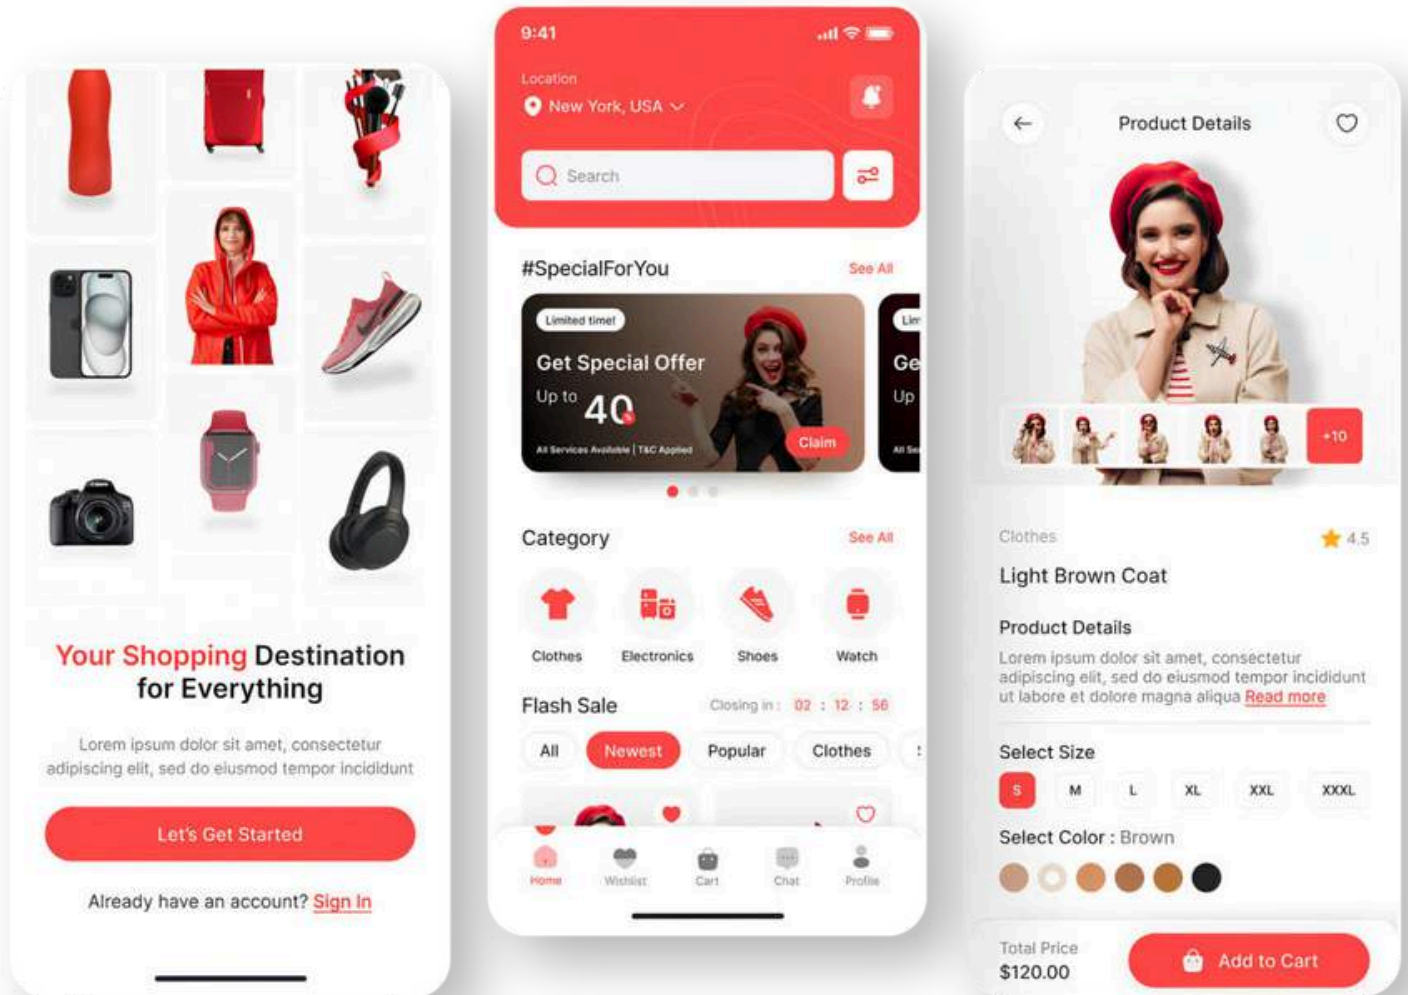 Your Shopping Destination
for Everything
Lorem ipsum dolor sit amet, consectetur
adipiscing elit, sed do eiusmod tempor incididunt
Let's Get Started
Already have an account? Sign In
9:41
Location
New York, USA
Search
#SpecialForYou
See All
Limited time!
Get Special Offer
Up to 40%
All Services Available | T&C Applied
Claim
Ge
Up
Category
See All
Clothes
Electronics
Shoes
Watch
Flash Sale
Closing in : 02 : 12 : 56
All
Newest
Popular
Clothes
Home
Wishlist
Cart
Chat
Profile
Product Details
+10
Clothes
4.5
Light Brown Coat
Product Details
Lorem ipsum dolor sit amet, consectetur
adipiscing elit, sed do eiusmod tempor incididunt
ut labore et dolore magna aliqua Read more
Select Size
S
M
L
XL
XXL
XXXL
Select Color : Brown
Total Price
$120.00
Add to Cart